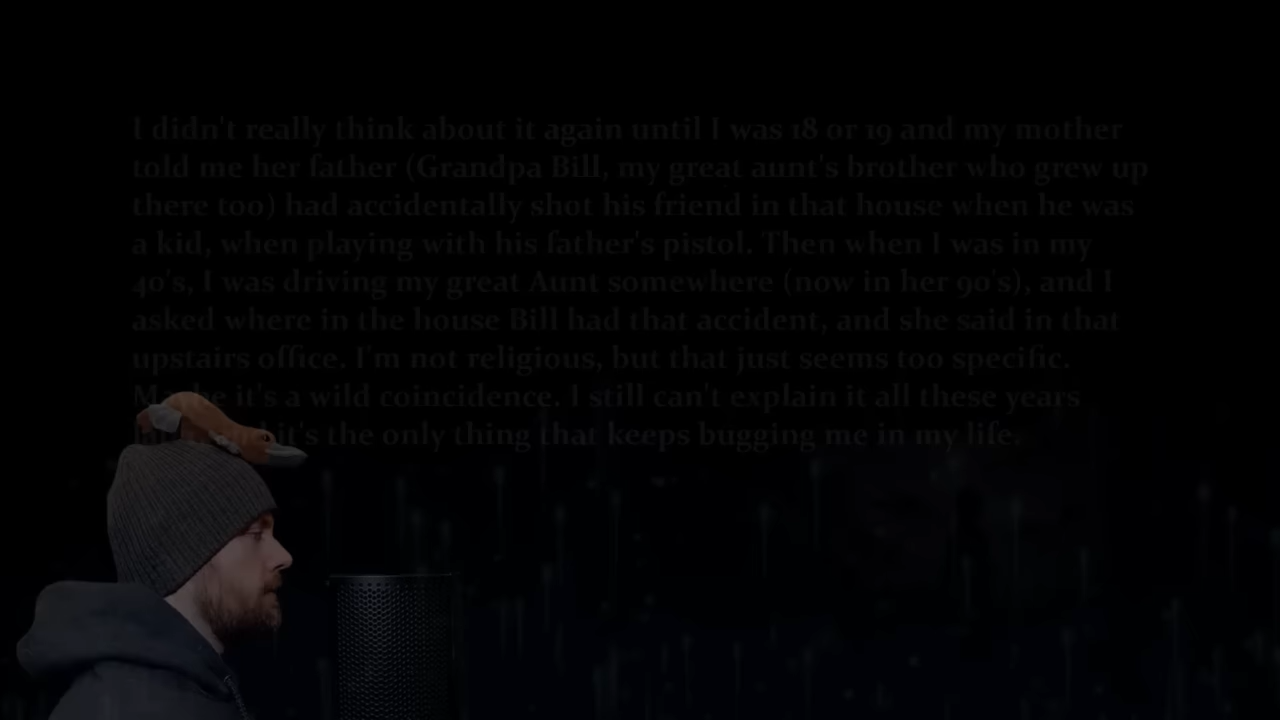 I didn't really think about it again until I was 18 or 19 and my mother
told me her father (Grandpa Bill, my great aunt's brother who grew up
there too) had accidentally shot his friend in that house when he was
a kid, when playing with his father's pistol. Then when I was in my
40's, I was driving my great Aunt somewhere (now in her 90's), and I
asked where in the house Bill had that accident, and she said in that
upstairs office. I'm not religious, but that just seems too specific.
it's a wild coincidence. I still can't explain it all these years
it's the only thing that keeps bugging me in my life.